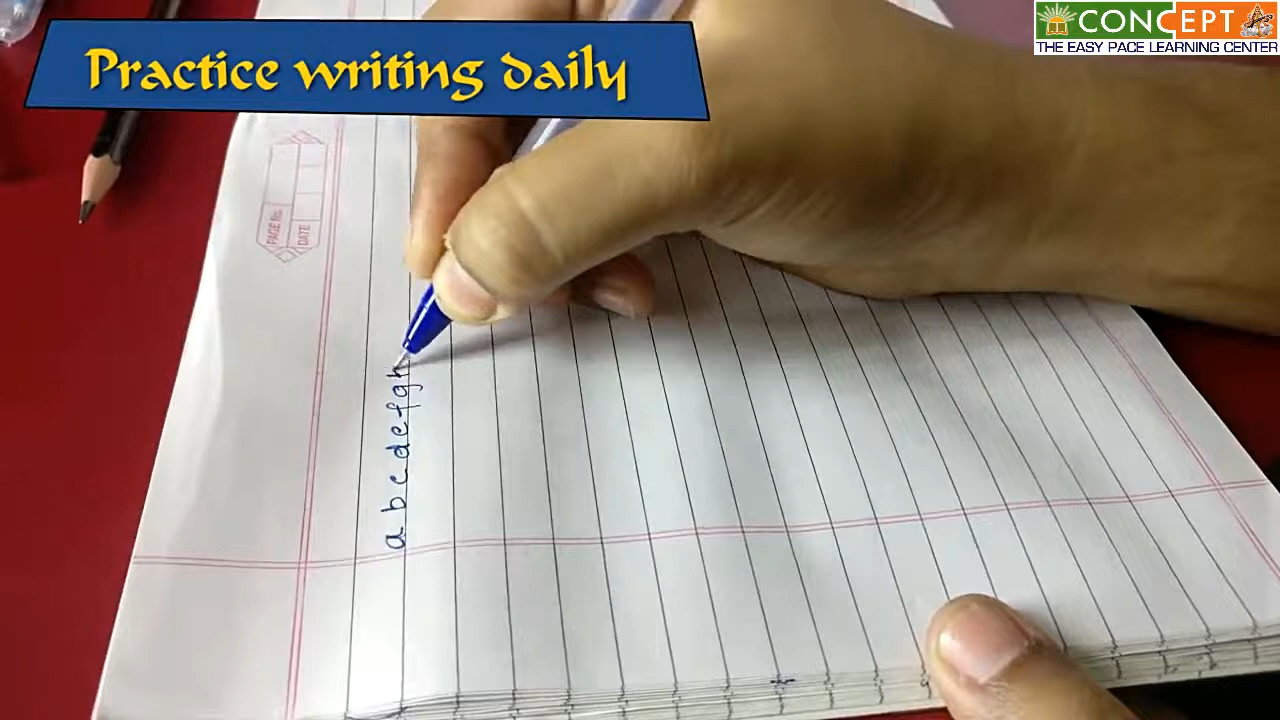 Practice writing daily
CONCEPT
THE EASY PACE LEARNING CENTER
PAGE No.
DATE
a b c d e f g h